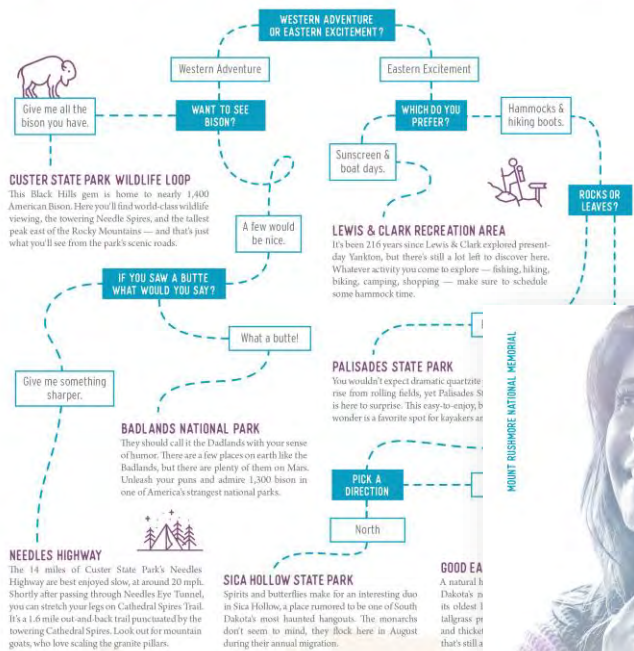 WESTERN ADVENTURE
OR EASTERN EXCITEMENT?
Western Adventure
Eastern Excitement
Give me all the
bison you have.
WANT TO SEE
BISON?
WHICH DO YOU
PREFER?
Hammocks &
hiking boots.
Sunscreen &
boat days.
ROCKS OR
LEAVES?
CUSTER STATE PARK WILDLIFE LOOP
This Black Hills gem is home to nearly 1,400
American Bison. Here you'll find world-class wildlife
viewing, the towering Needle Spires, and the tallest
peak east of the Rocky Mountains — and that's just
what you'll see from the park's scenic roads.
A few would
be nice.
LEWIS & CLARK RECREATION AREA
It's been 216 years since Lewis & Clark explored present-
day Yankton, but there's still a lot left to discover here.
Whatever activity you come to explore — fishing, hiking,
biking, camping, shopping — make sure to schedule
some hammock time.
IF YOU SAW A BUTTE
WHAT WOULD YOU SAY?
What a butte!
Give me something
sharper.
PALISADES STATE PARK
You wouldn't expect dramatic quartzite
rise from rolling fields, yet Palisades
is here to surprise. This easy-to-enjoy,
wonder is a favorite spot for kayakers
MOUNT RUSHMORE NATIONAL MEMORIAL
BADLANDS NATIONAL PARK
They should call it the Dadlands with your sense
of humor. There are a few places on earth like the
Badlands, but there are plenty of them on Mars.
Unleash your puns and admire 1,300 bison in
one of America's strangest national parks.
PICK A
DIRECTION
North
NEEDLES HIGHWAY
The 14 miles of Custer State Park's Needles
Highway are best enjoyed slow, at around 20 mph.
Shortly after passing through Needles Eye Tunnel,
you can stretch your legs on Cathedral Spires Trail.
It's a 1.6 mile out-and-back trail punctuated by the
towering Cathedral Spires. Look out for mountain
goats, who love scaling the granite pillars.
SICA HOLLOW STATE PARK
Spirits and butterflies make for an interesting duo
in Sica Hollow, a place rumored to be one of South
Dakota's most haunted hangouts. The monarchs
don't seem to mind, they flock here in August
during their annual migration.
GOOD EA
A natural
Dakota's
its oldest
tallgrass
and
that's still